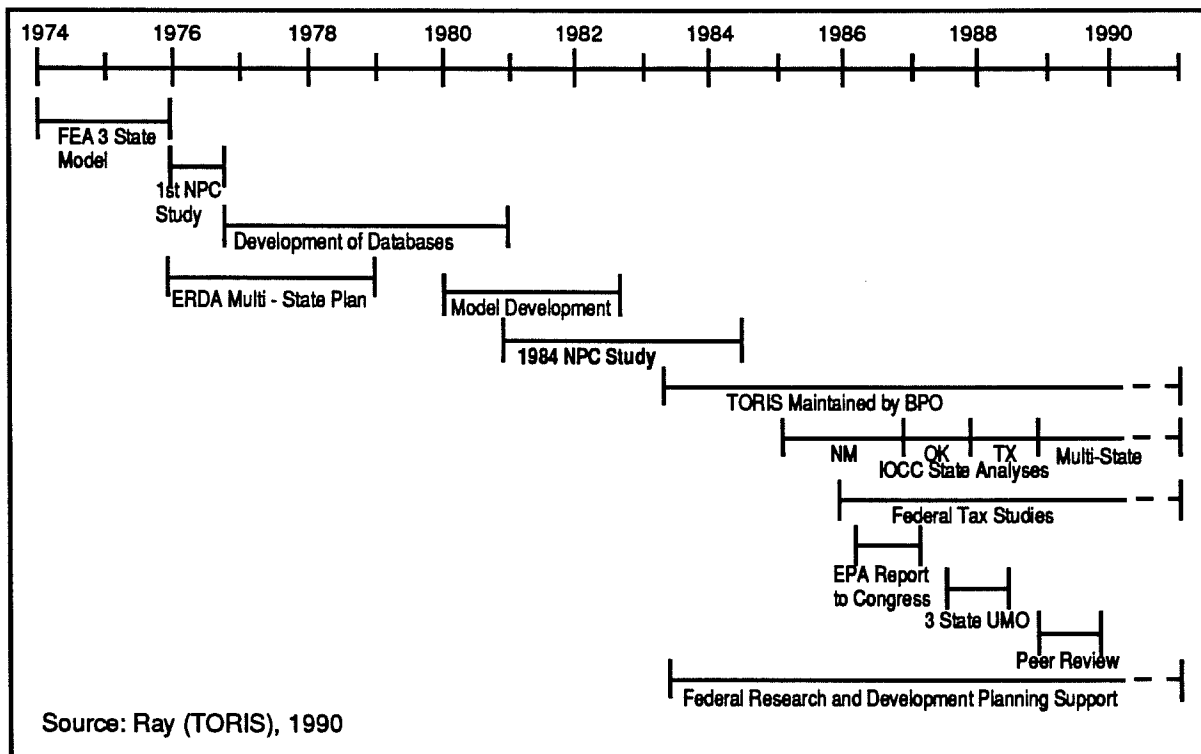 1974 1976 1978 1980 1982 1984 1986 1988 1990
FEA 3 State
Model
1st NPC
Study
Development of Databases
ERDA Multi - State Plan
Model Development
1984 NPC Study
TORIS Maintained by BPO
NM OK TX Multi-State
IOCC State Analyses
Federal Tax Studies
EPA Report
to Congress
3 State UMO
Peer Review
Federal Research and Development Planning Support
Source: Ray (TORIS), 1990